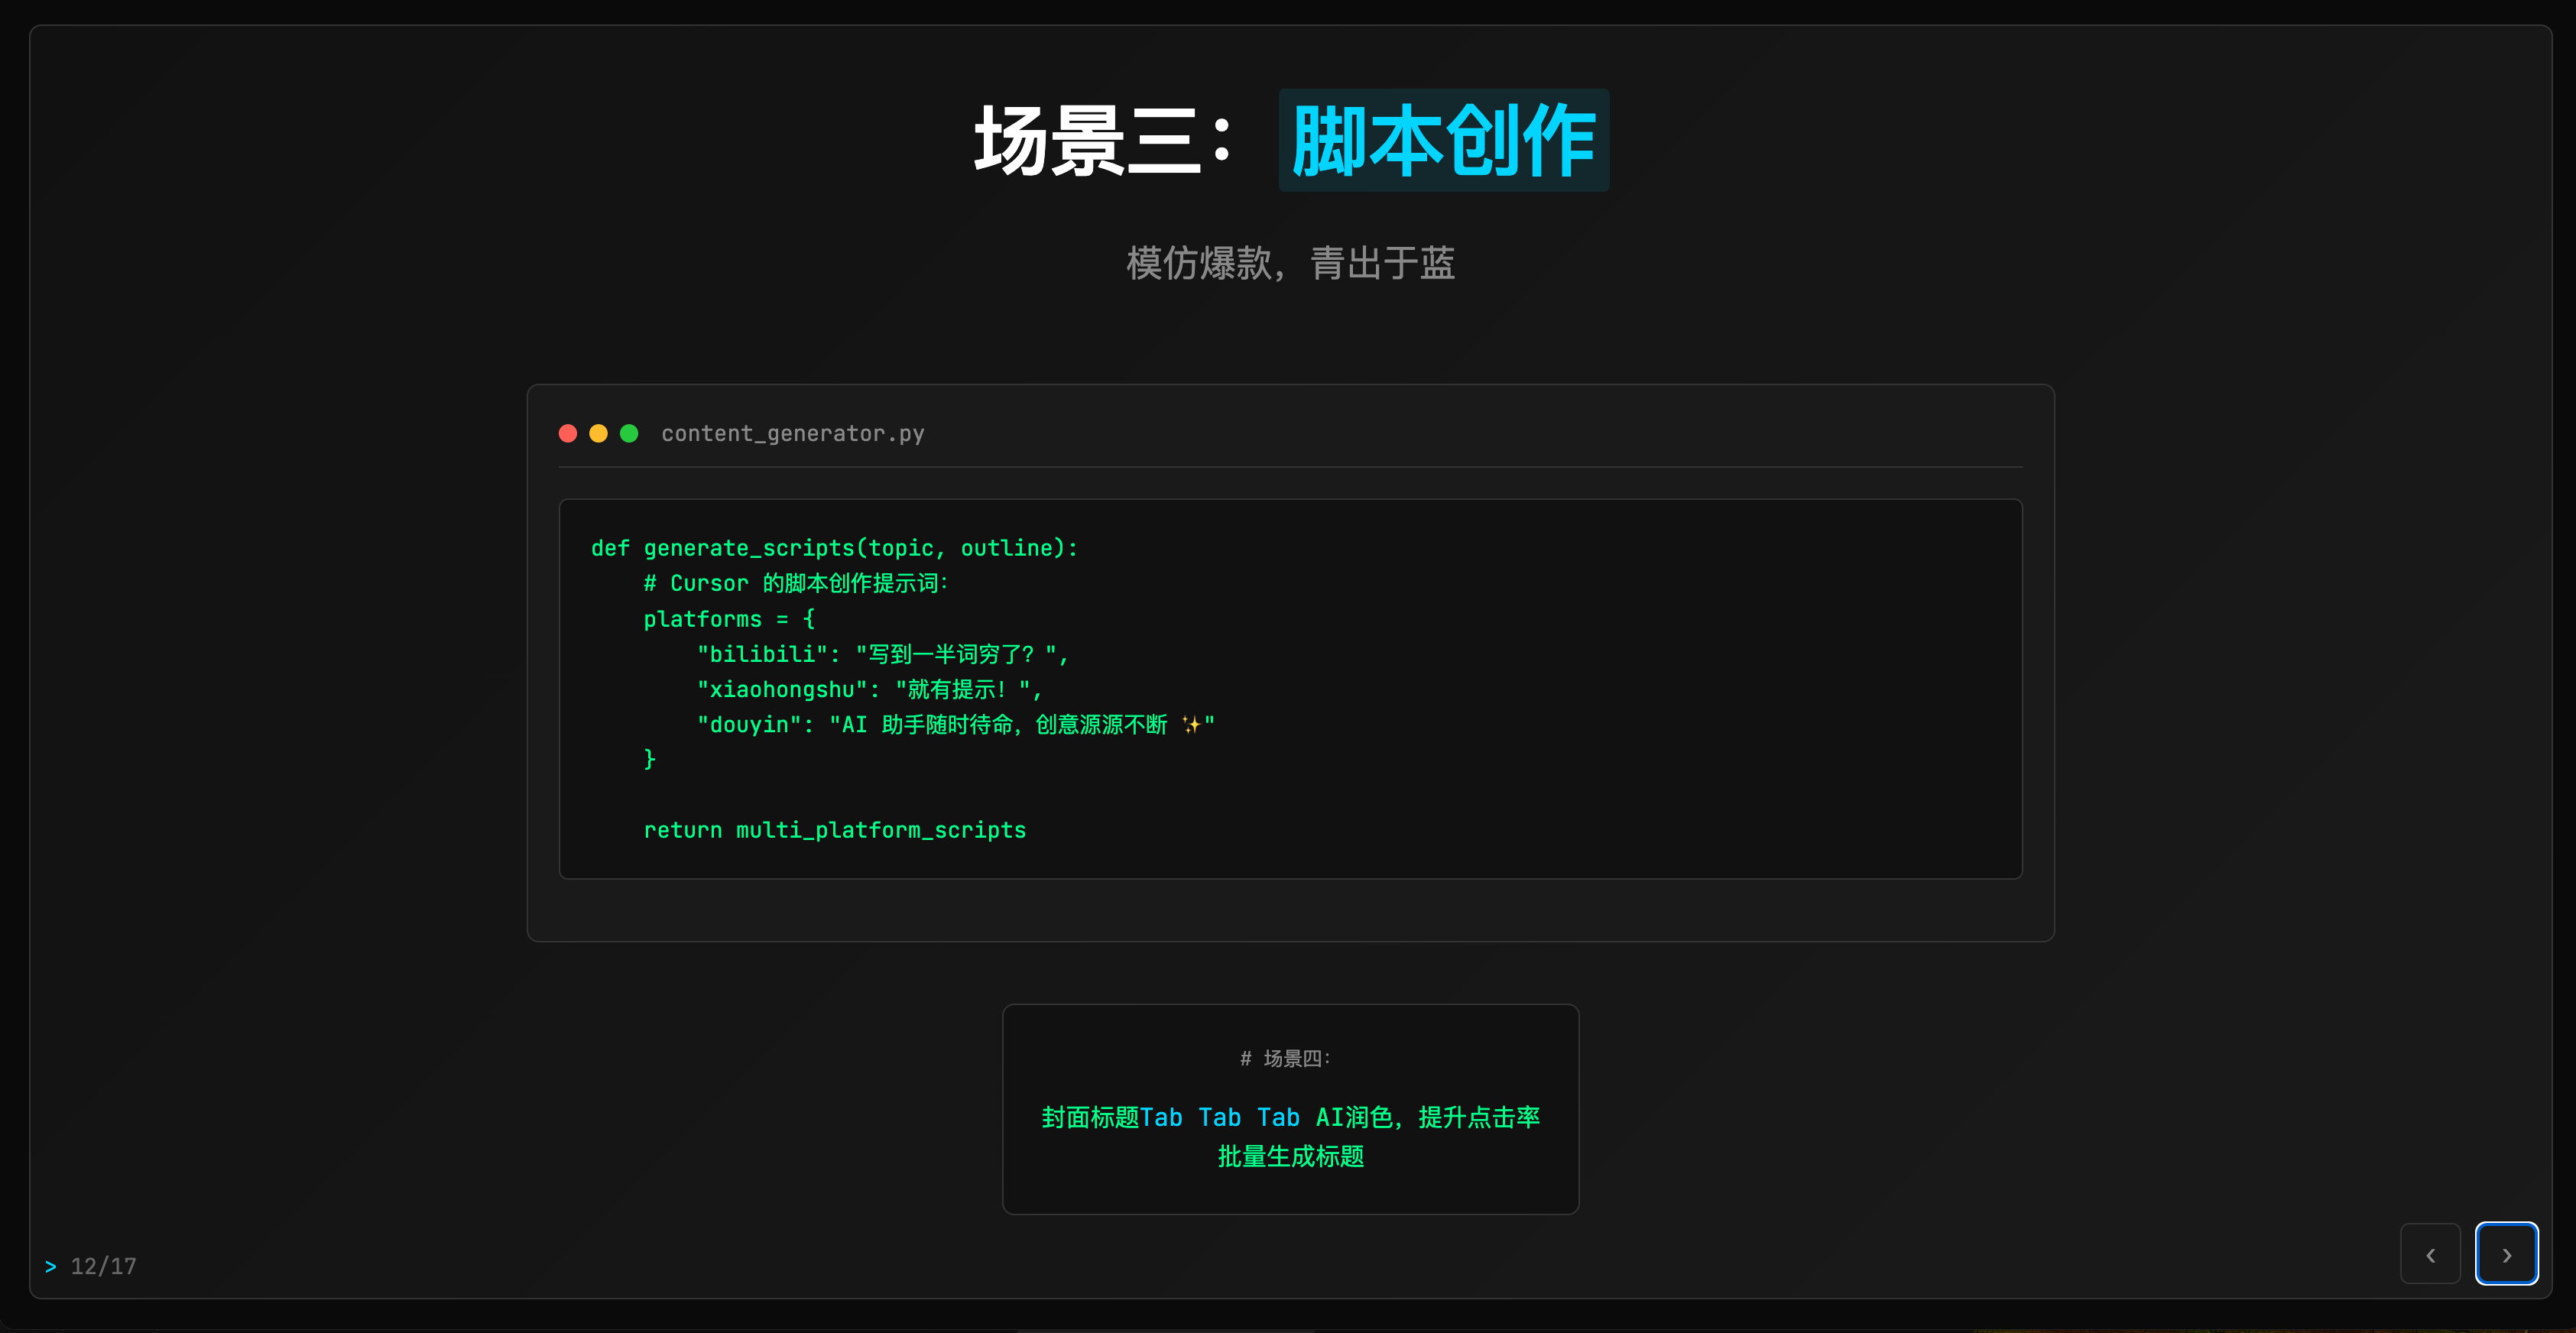 场景三：脚本创作
模仿爆款，青出于蓝
content_generator.py
def generate_scripts(topic, outline):
    # Cursor 的脚本创作提示词：
    platforms = {
        "bilibili": "写到一半词穷了？",
        "xiaohongshu": "就有提示！",
        "douyin": "AI 助手随时待命，创意源源不断 ✨"
    }
    return multi_platform_scripts
# 场景四：
封面标题Tab Tab Tab AI润色，提升点击率
批量生成标题
> 12/17
‹ ›